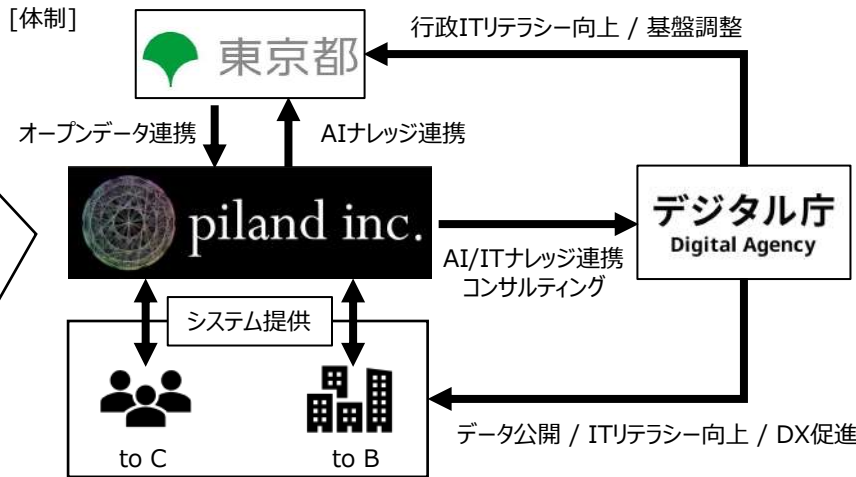 [体制]
行政ITリテラシー向上 / 基盤調整
東京都
オープンデータ連携
AIナレッジ連携
piland inc.
デジタル庁
Digital Agency
AI/ITナレッジ連携
コンサルティング
システム提供
to C
to B
データ公開 / ITリテラシー向上 / DX促進